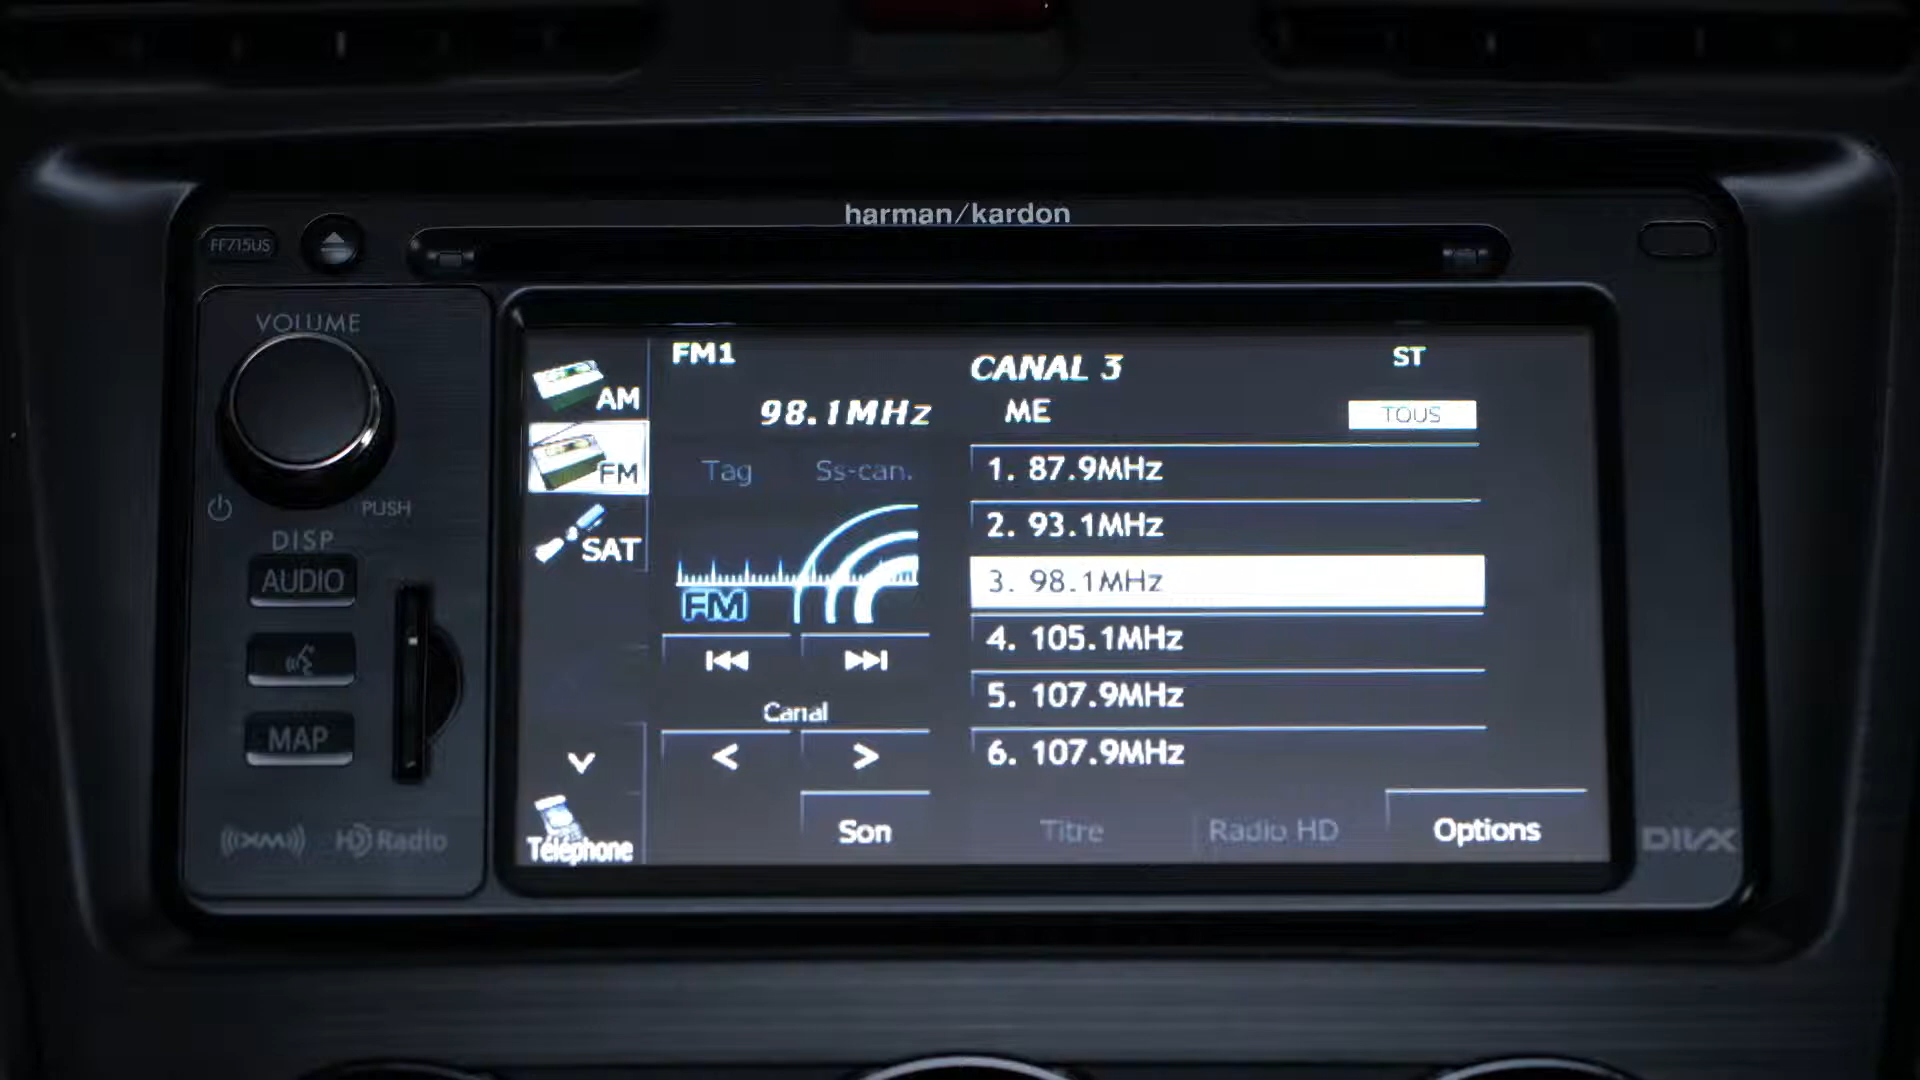 harman/kardon
FF715US
VOLUME
PUSH
DISP
AUDIO
MAP
((XM))
HD Radio
AM
FM
SAT
Téléphone
FM1
98.1MHz
Tag
Ss-can.
FM
Canal
<
>
Son
CANAL 3
ST
ME
TOUS
1. 87.9MHz
2. 93.1MHz
3. 98.1MHz
4. 105.1MHz
5. 107.9MHz
6. 107.9MHz
Titre
Radio HD
Options
DIVX